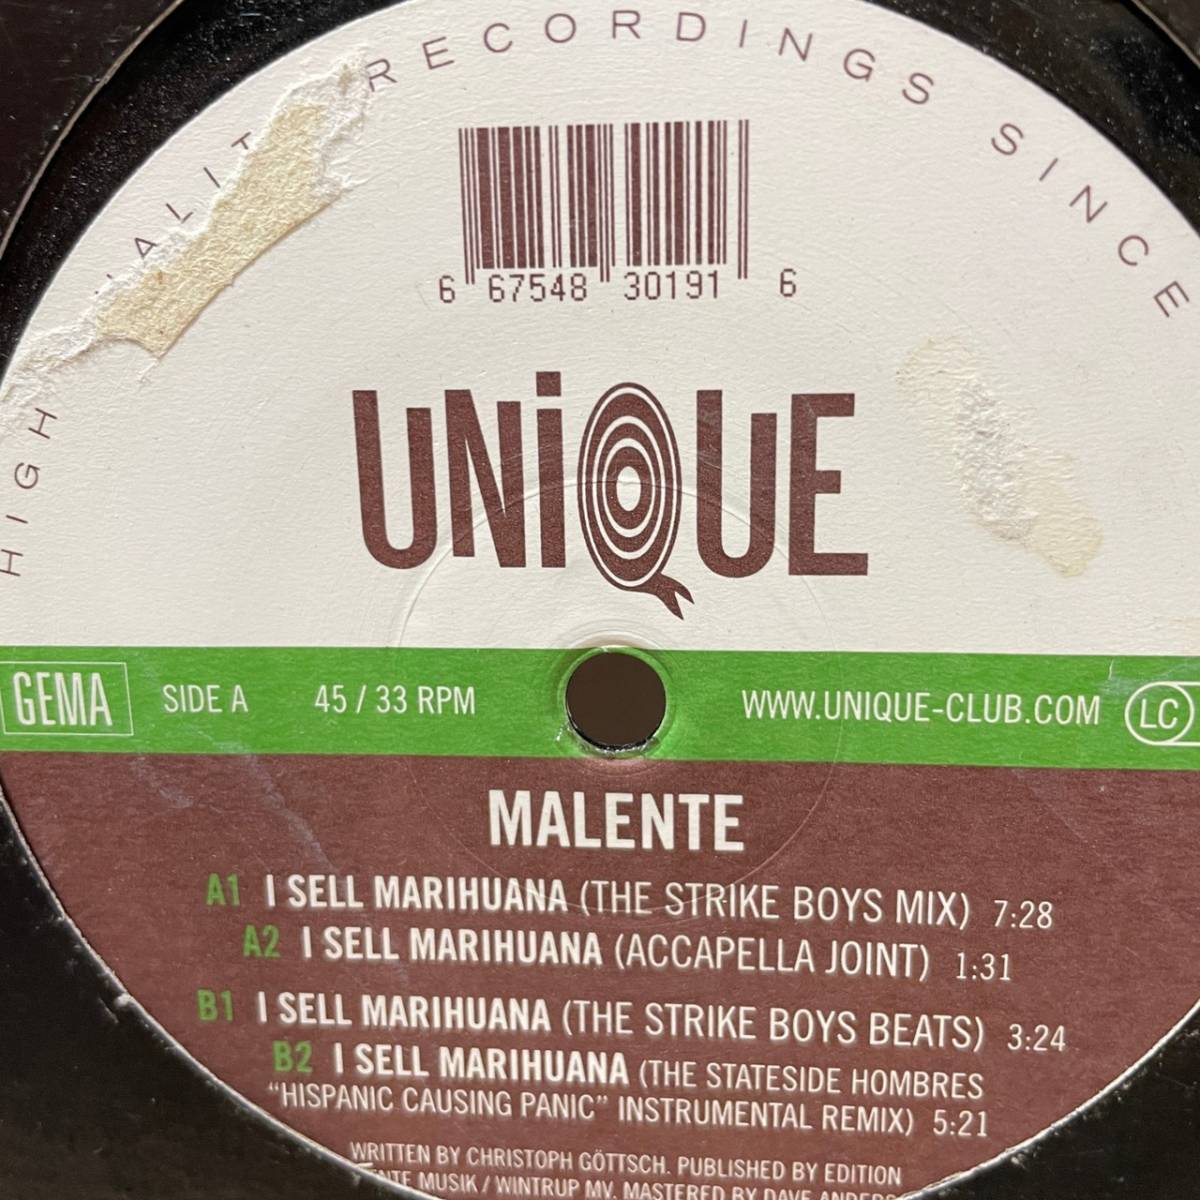 HIGH RECORDINGS SINCE
6 67548 30191 6
UNiQUE
GEMA SIDE A 45 / 33 RPM WWW.UNIQUE-CLUB.COM LC
MALENTE
A1 I SELL MARIHUANA (THE STRIKE BOYS MIX) 7:28
A2 I SELL MARIHUANA (ACCAPELLA JOINT) 1:31
B1 I SELL MARIHUANA (THE STRIKE BOYS BEATS) 3:24
B2 I SELL MARIHUANA (THE STATESIDE HOMBRES
“HISPANIC CAUSING PANIC” INSTRUMENTAL REMIX) 5:21
WRITTEN BY CHRISTOPH GÖTTSCH. PUBLISHED BY EDITION
MUSIK / WINTRUP MV. MASTERED BY DAVE